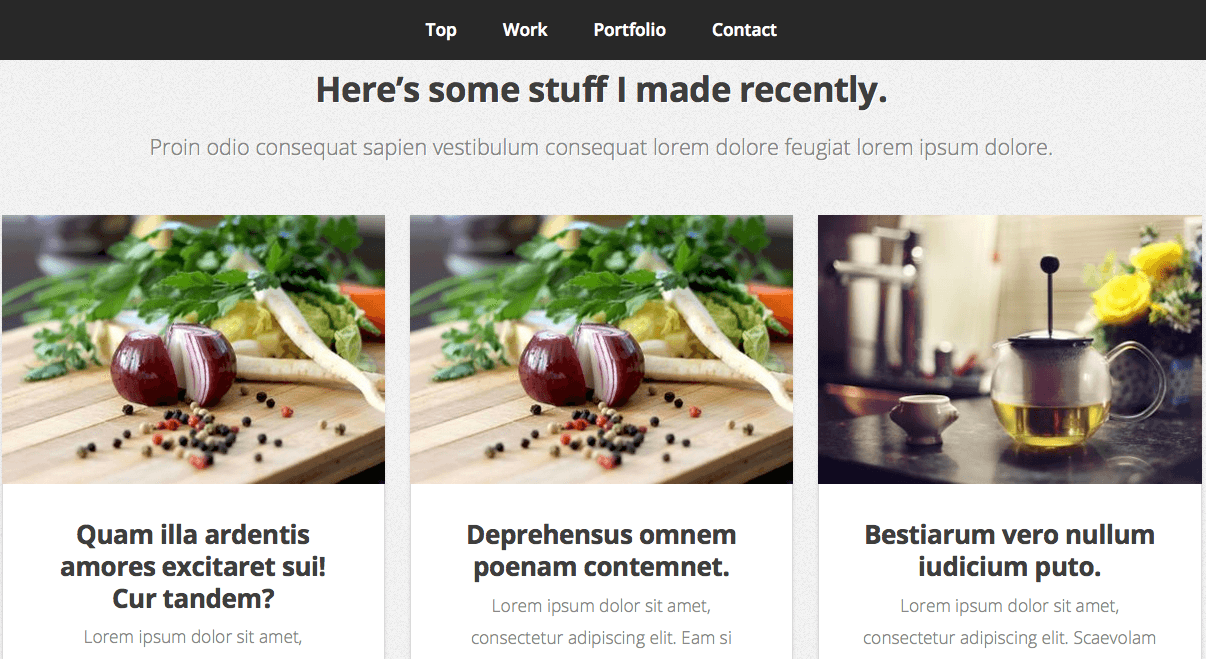 Top Work Portfolio Contact
Here’s some stuff I made recently.
Proin odio consequat sapien vestibulum consequat lorem dolore feugiat lorem ipsum dolore.
Quam illa ardentis
amores excitaret sui!
Cur tandem?
Lorem ipsum dolor sit amet,
Deprehensus omnem
poenam contemnet.
Lorem ipsum dolor sit amet,
consectetur adipiscing elit. Eam si
Bestiarum vero nullum
iudicium puto.
Lorem ipsum dolor sit amet,
consectetur adipiscing elit. Scaevolam